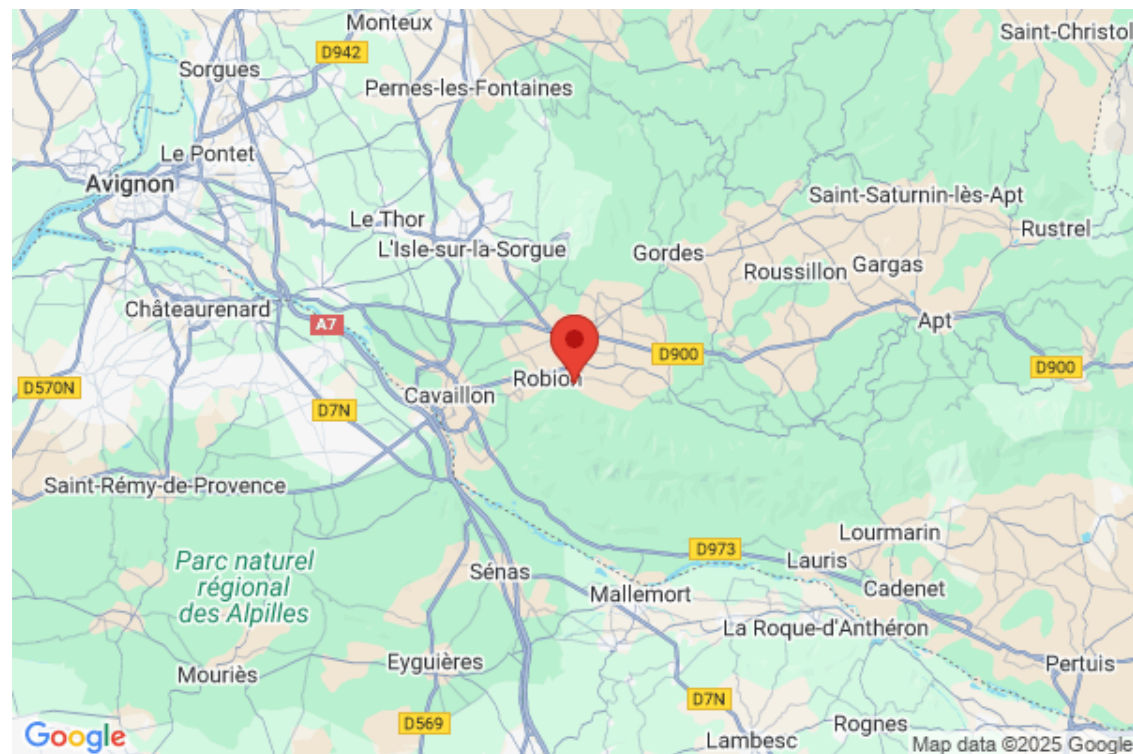 Monteux
Saint-Christol
D942
Sorgues
Pernes-les-Fontaines
Le Pontet
Avignon
Saint-Saturnin-lès-Apt
Le Thor
Rustrel
L'Isle-sur-la-Sorgue
Gordes
Roussillon
Gargas
Châteaurenard
A7
Apt
D900
D900
Robion
D570N
Cavaillon
D7N
Saint-Rémy-de-Provence
Lourmarin
D973
Parc naturel
régional
des Alpilles
Lauris
Sénas
Cadenet
Mallemort
La Roque-d'Anthéron
Eyguières
Pertuis
Mouriès
D7N
D569
Rognes
Google
Lambesc
Map data ©2025 Google